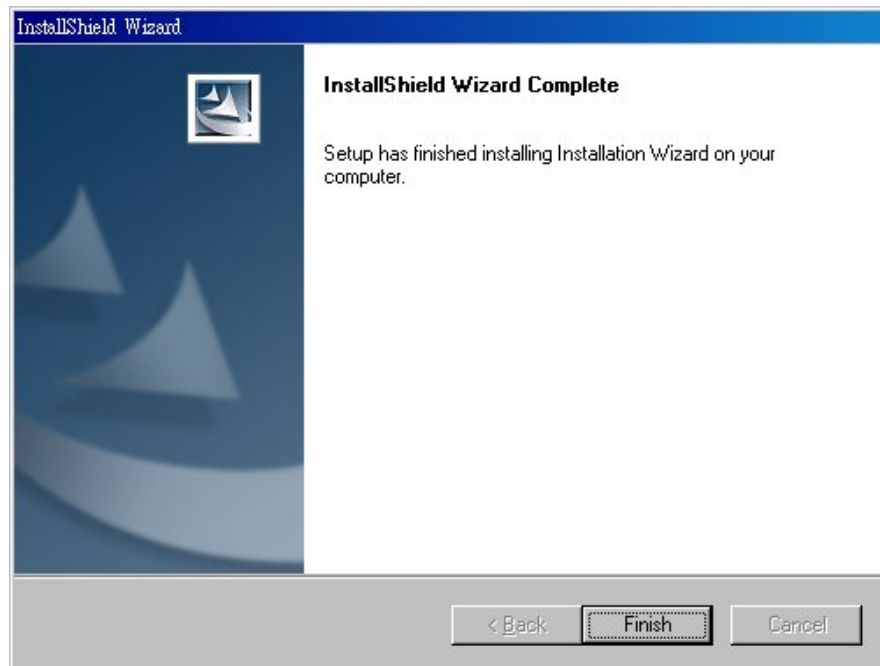 InstallShield Wizard
InstallShield Wizard Complete
Setup has finished installing Installation Wizard on your
computer.
< Back Finish Cancel